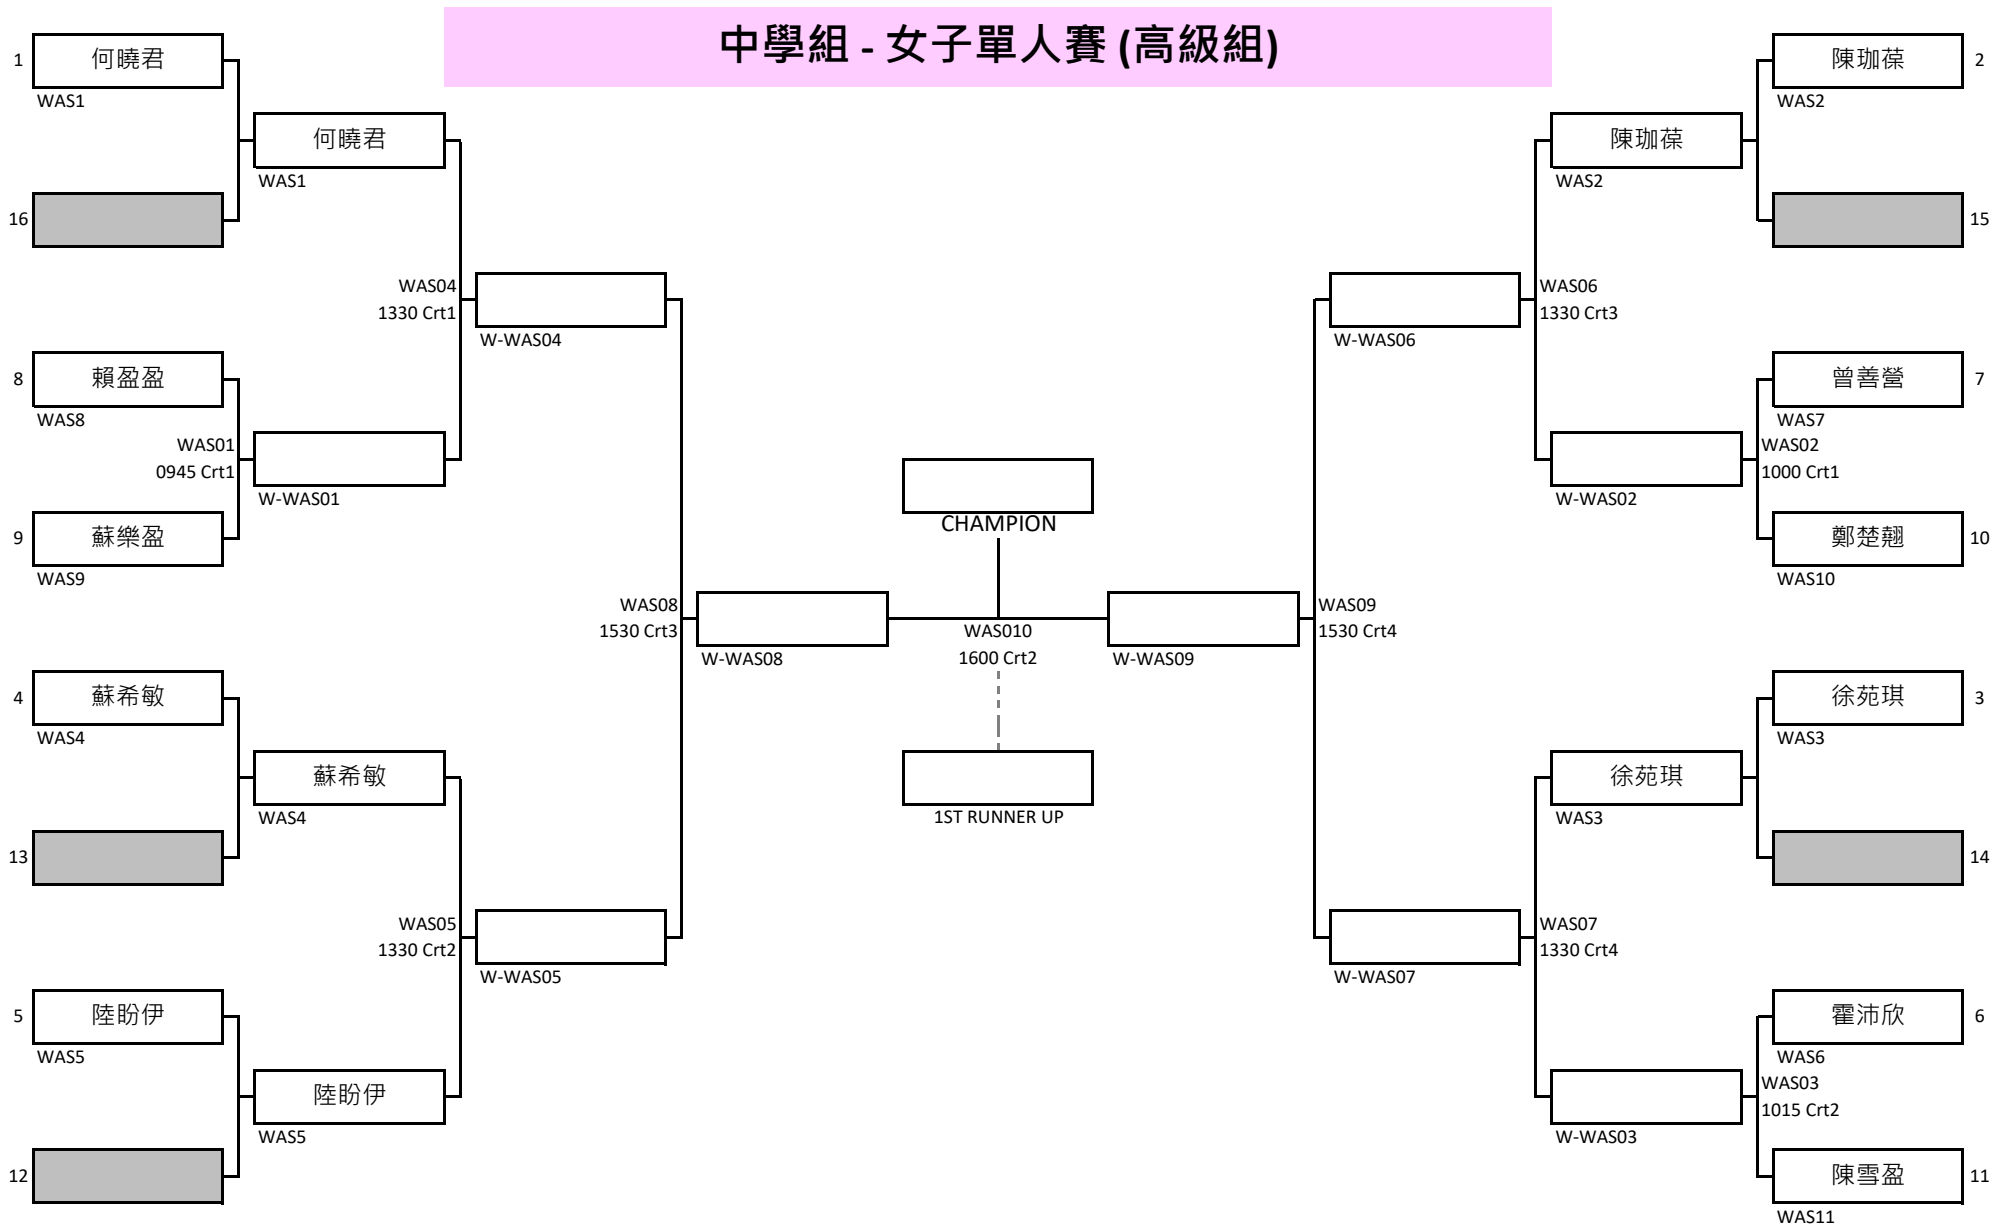 中學組 - 女子單人賽 (高級組)
1
何曉君
WAS1
16
何曉君
WAS1
8
賴盈盈
WAS8
9
蘇樂盈
WAS9
WAS01
0945 Crt1
W-WAS01
WAS04
1330 Crt1
W-WAS04
4
蘇希敏
WAS4
13
蘇希敏
WAS4
5
陸盼伊
WAS5
12
陸盼伊
WAS5
WAS05
1330 Crt2
W-WAS05
WAS08
1530 Crt3
W-WAS08
CHAMPION
WAS010
1600 Crt2
1ST RUNNER UP
W-WAS09
WAS09
1530 Crt4
W-WAS06
WAS06
1330 Crt3
陳珈葆
WAS2
陳珈葆
2
WAS2
15
曾善營
7
WAS7
WAS02
1000 Crt1
W-WAS02
鄭楚翹
10
WAS10
徐苑琪
3
WAS3
徐苑琪
WAS3
14
W-WAS07
WAS07
1330 Crt4
霍沛欣
6
WAS6
WAS03
1015 Crt2
W-WAS03
陳雪盈
11
WAS11